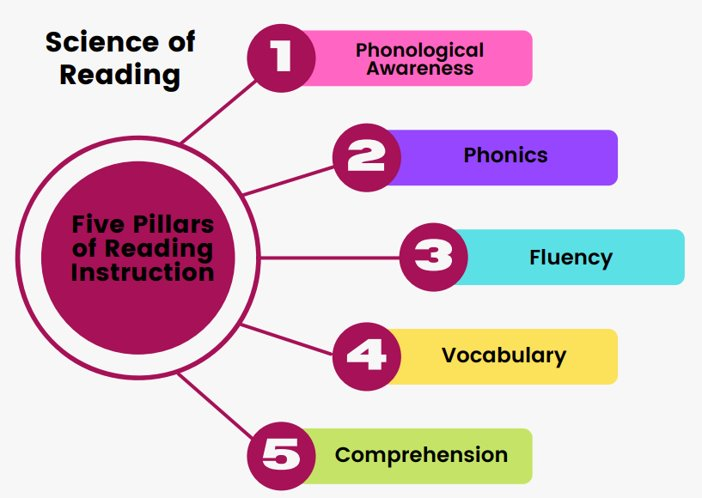 Science of
Reading
1
Phonological
Awareness
2
Phonics
Five Pillars
of Reading
Instruction
3
Fluency
4
Vocabulary
5
Comprehension